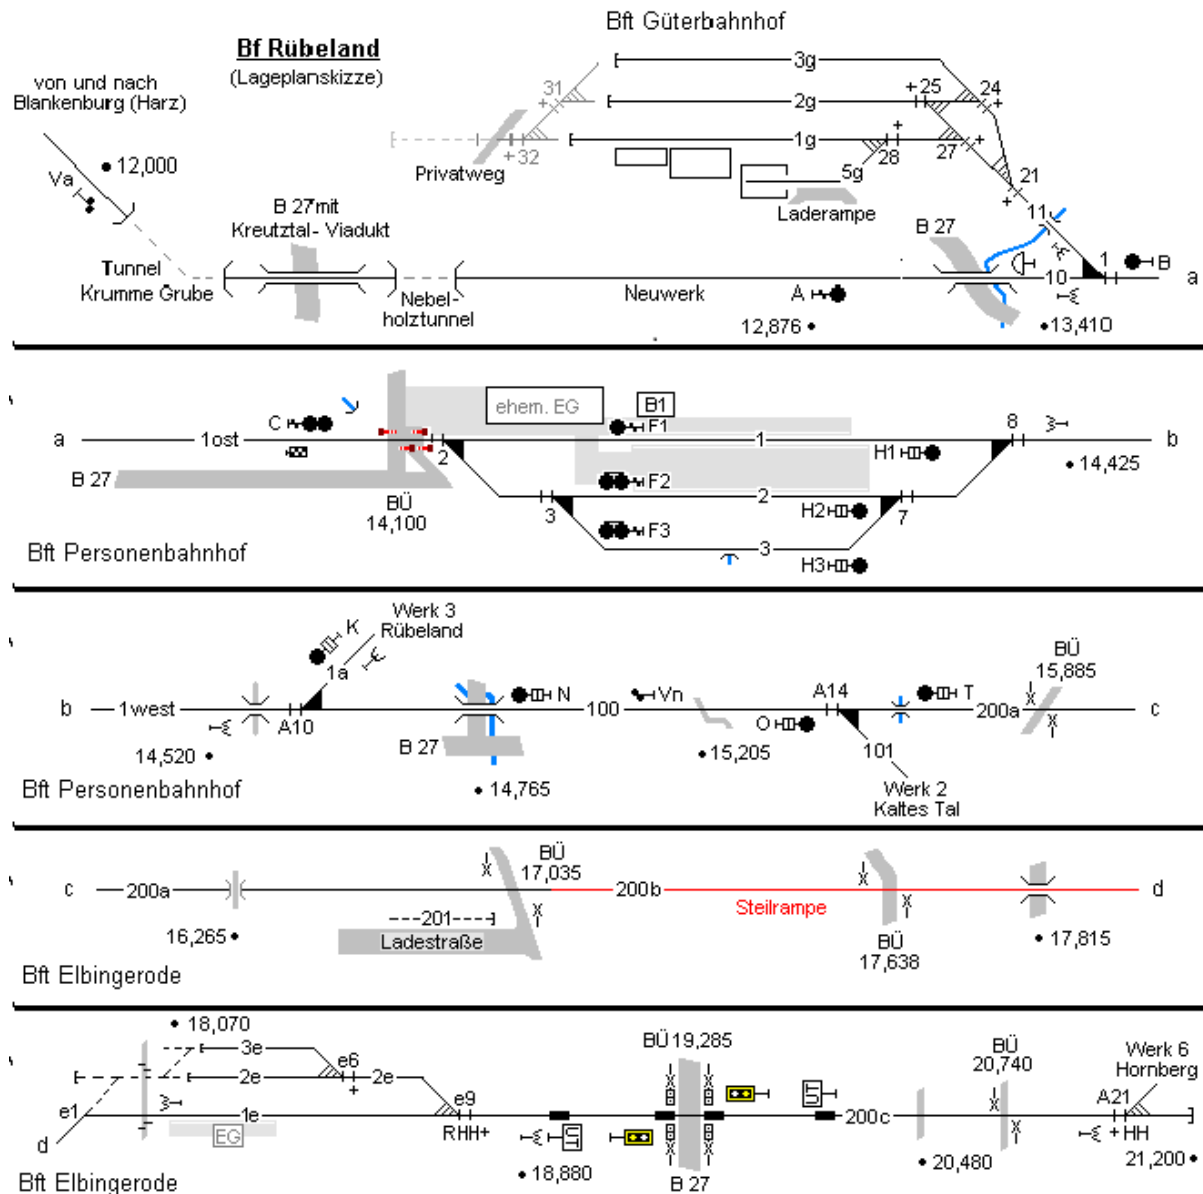 Bft Güterbahnhof
Bf Rübeland
(Lageplanskizze)
von und nach
Blankenburg (Harz)
12,000
Va
3g
31
+
25
24
+
2g
+
+
32
1g
+
28
27
+
5g
21
+
Privatweg
Laderampe
B 27 mit
Kreutztal- Viadukt
B 27
11
1
B
10
a
Tunnel
Krumme Grube
Nebel-
holztunnel
Neuwerk
A
12,876
13,410
ehem. EG
B1
C
F1
a
1ost
2
1
8
b
H1
14,425
B 27
F2
2
BÜ
14,100
3
H2
7
F3
3
H3
Bft Personenbahnhof
Werk 3
Rübeland
K
1a
BÜ
15,885
b
1west
N
Vn
A14
T
100
200a
c
A10
O
14,520
B 27
15,205
101
14,765
Werk 2
Kaltes Tal
Bft Personenbahnhof
BÜ
17,035
c
200a
200b
d
Steilrampe
201
16,265
Ladestraße
BÜ
17,638
17,815
Bft Elbingerode
18,070
3e
e6
BÜ 19,285
BÜ
20,740
Werk 6
Hornberg
2e
+
2e
e1
e9
A21
1e
200c
EG
RHH+
+ HH
d
18,880
20,480
21,200
Bft Elbingerode
B 27